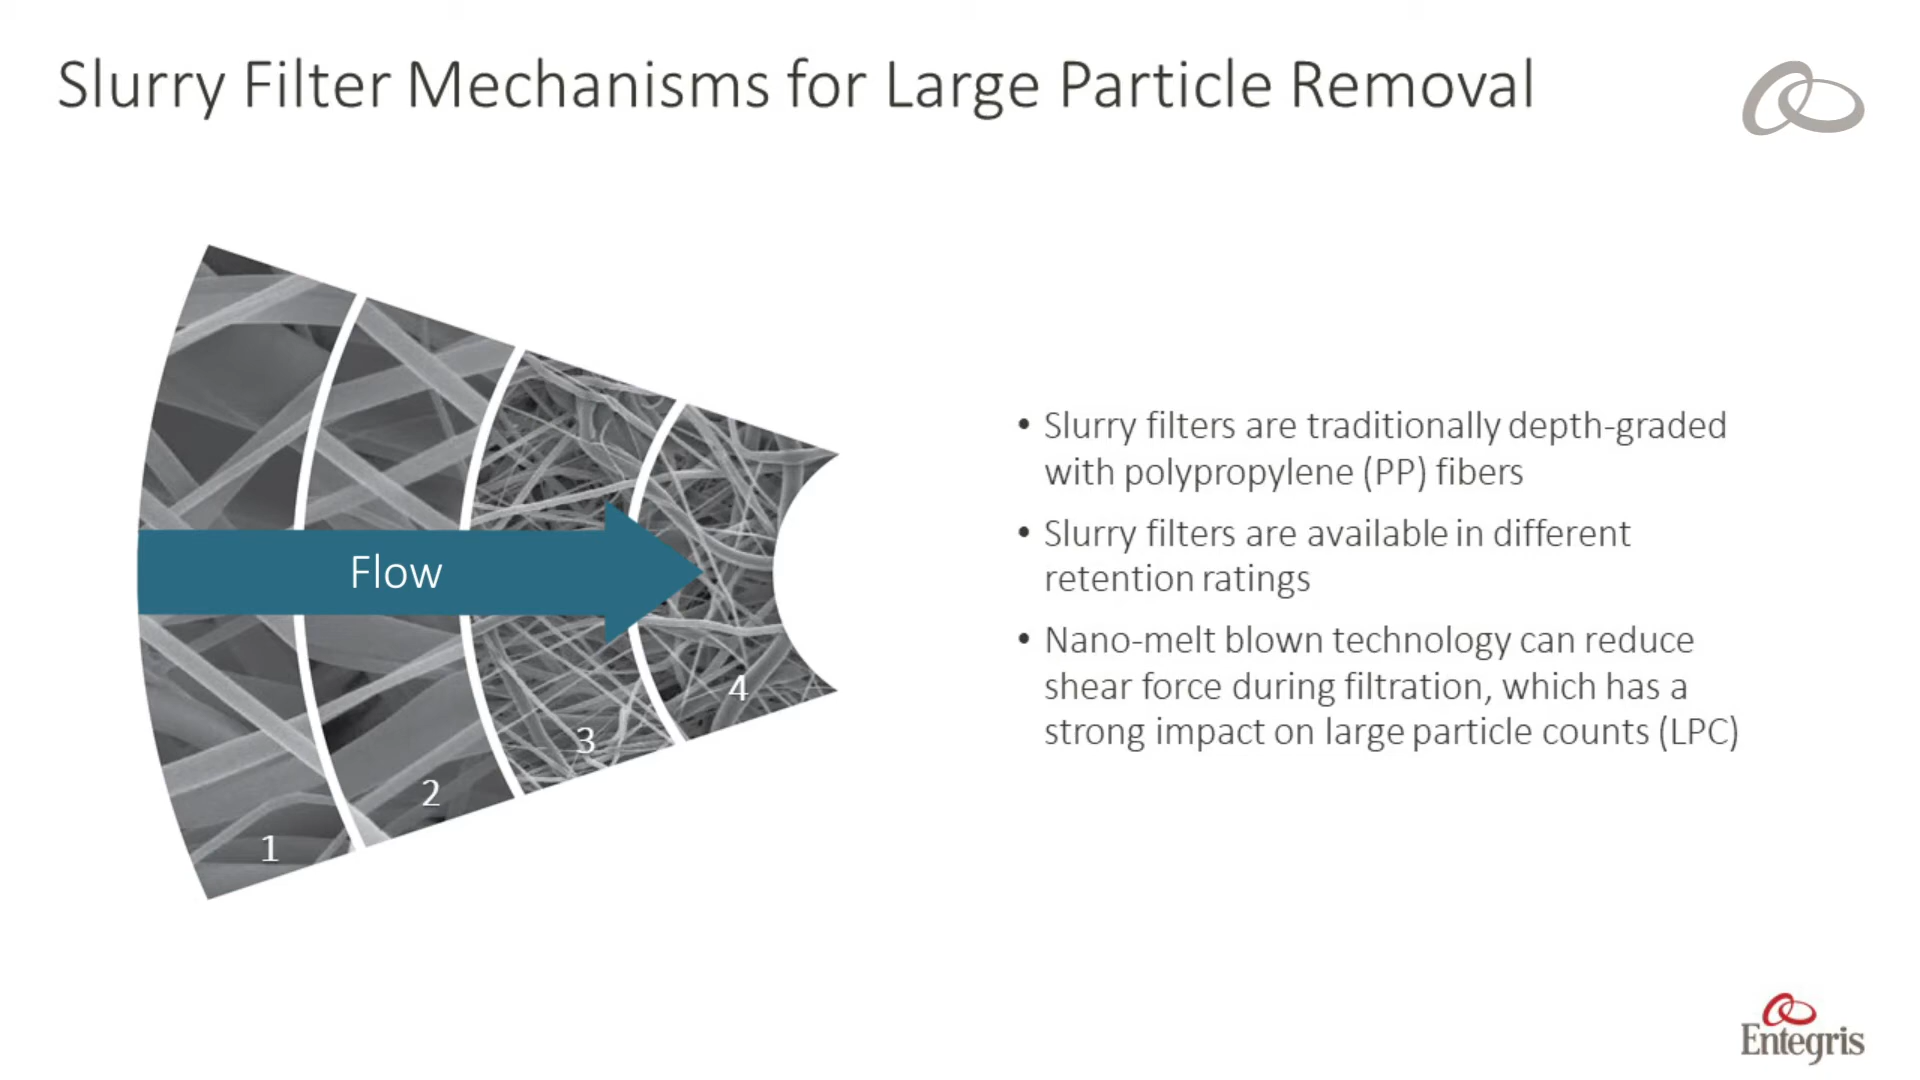 Slurry Filter Mechanisms for Large Particle Removal
Flow
1
2
3
4
• Slurry filters are traditionally depth-graded
with polypropylene (PP) fibers
• Slurry filters are available in different
retention ratings
• Nano-melt blown technology can reduce
shear force during filtration, which has a
strong impact on large particle counts (LPC)
Entegris